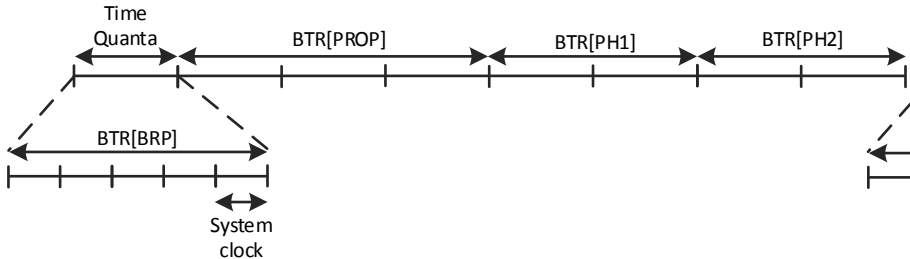 Time
Quanta
BTR[PROP]
BTR[PH1]
BTR[PH2]
BTR[BRP]
System
clock